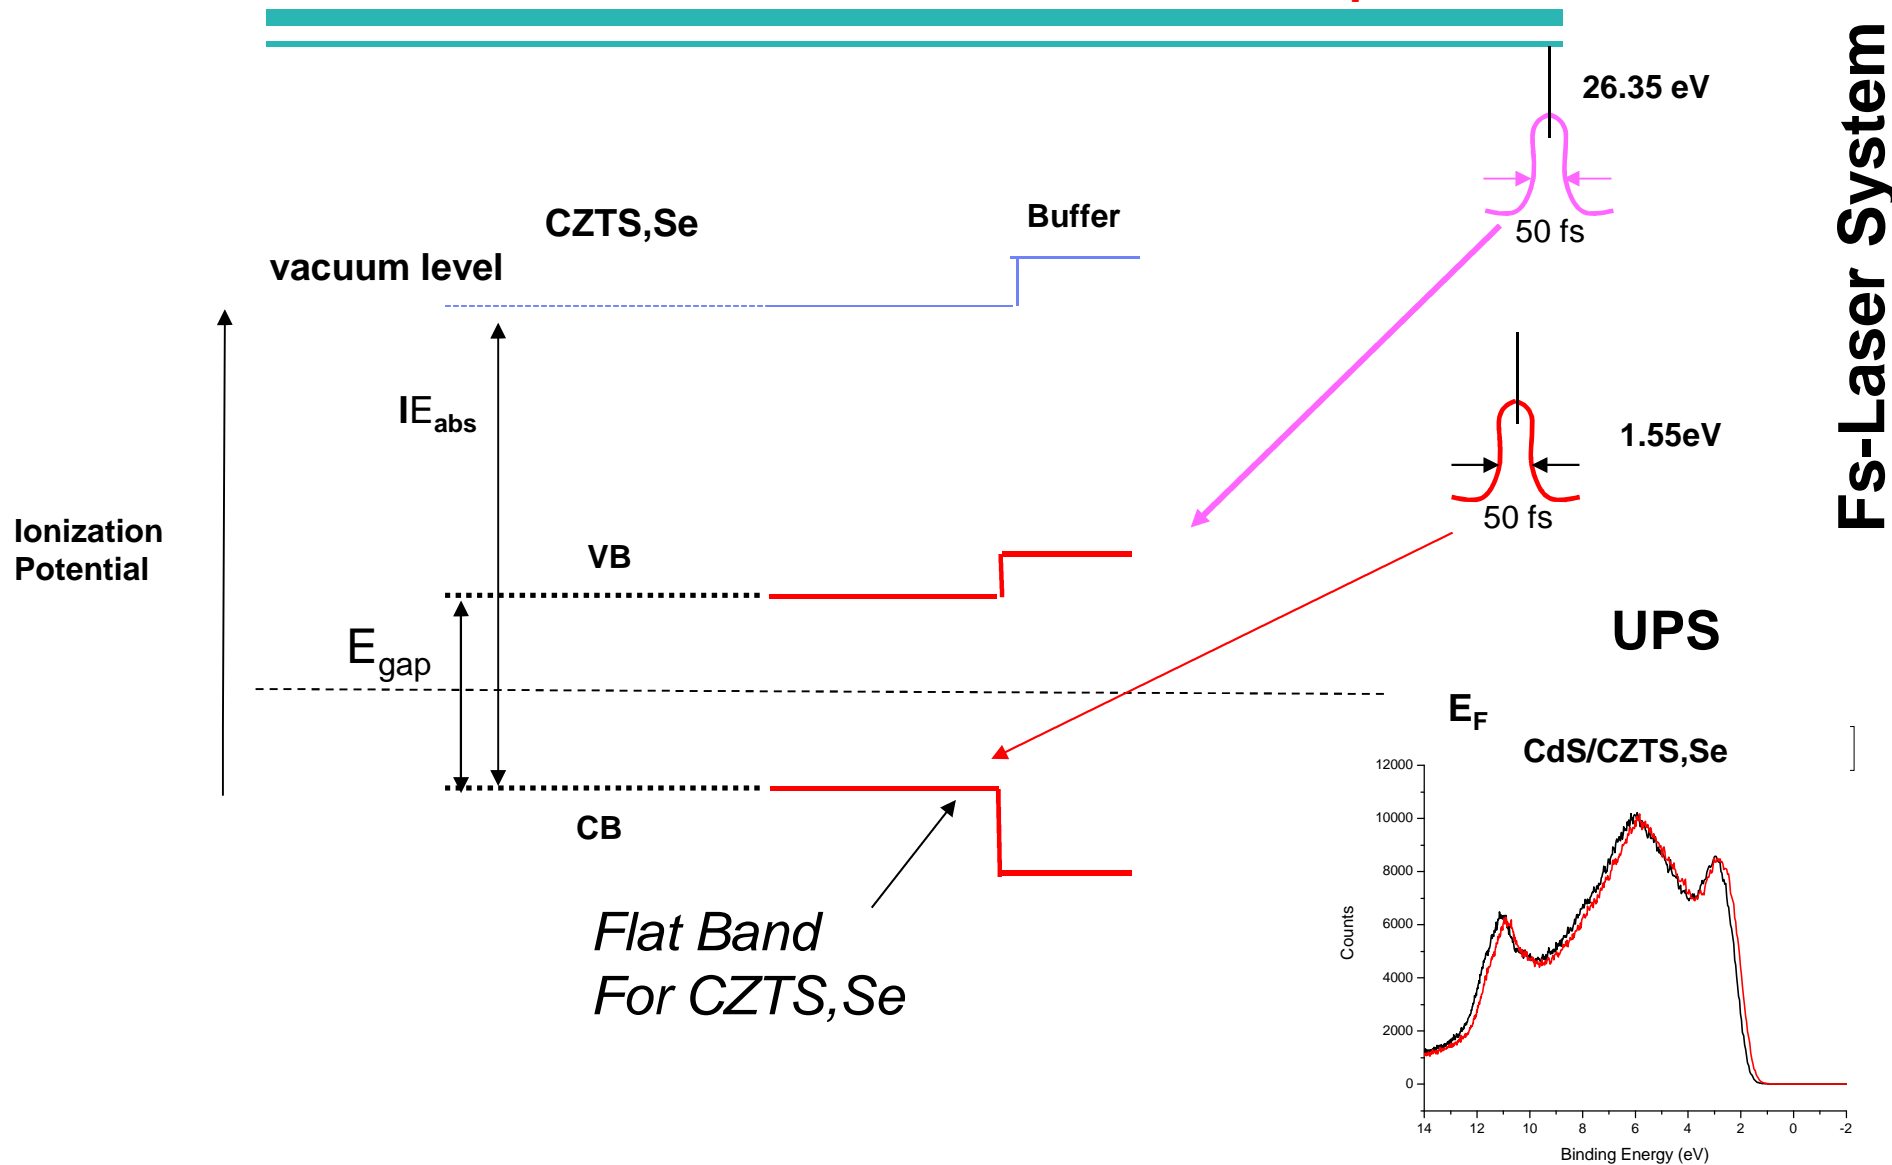 26.35 eV
Fs-Laser System
CZTS,Se
Buffer
50 fs
vacuum level
IEabs
1.55eV
50 fs
Ionization
Potential
VB
Egap
UPS
EF
CdS/CZTS,Se
CB
Flat Band
For CZTS,Se
12000
10000
8000
6000
4000
2000
0
Counts
14 12 10 8 6 4 2 0 -2
Binding Energy (eV)